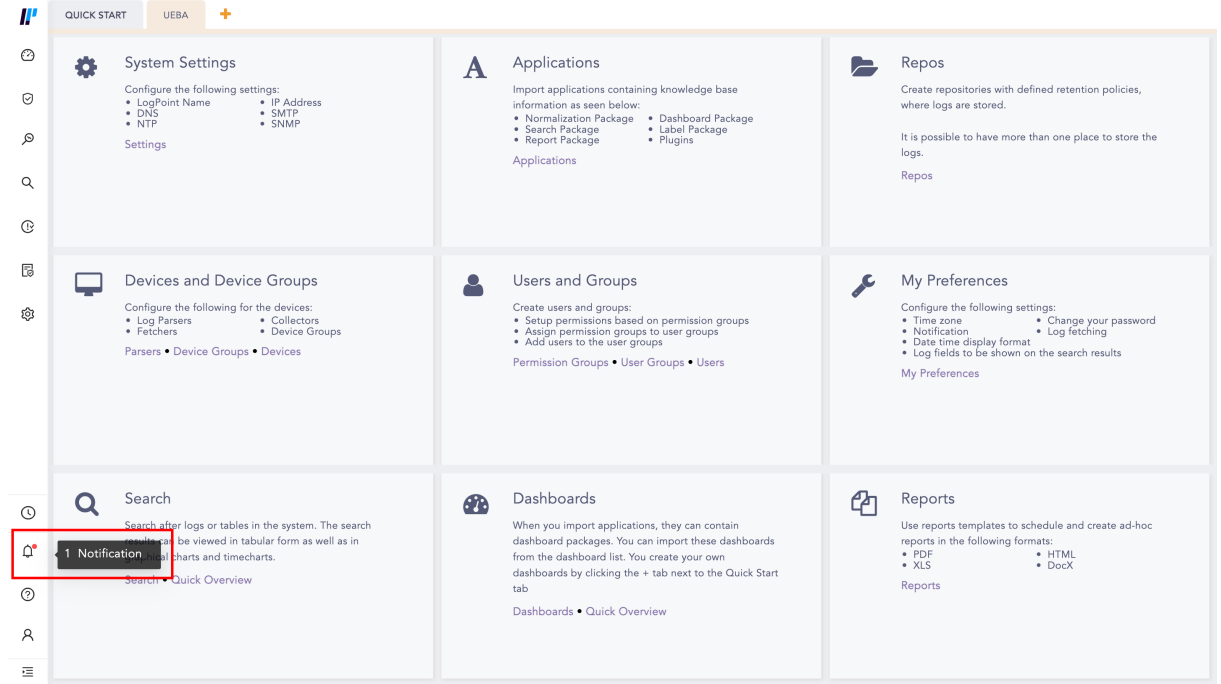 QUICK START
UEBA
System Settings
Configure the following settings:
• LogPoint Name • IP Address
• DNS • SMTP
• NTP • SNMP
Settings
Applications
Import applications containing knowledge base
information as seen below:
• Normalization Package • Dashboard Package
• Search Package • Label Package
• Report Package • Plugins
Applications
Repos
Create repositories with defined retention policies,
where logs are stored.
It is possible to have more than one place to store the
logs.
Repos
Devices and Device Groups
Configure the following for the devices:
• Log Parsers • Collectors
• Fetchers • Device Groups
Parsers • Device Groups • Devices
Users and Groups
Create users and groups:
• Setup permissions based on permission groups
• Assign permission groups to user groups
• Add users to the user groups
Permission Groups • User Groups • Users
My Preferences
Configure the following settings:
• Time zone • Change your password
• Notification • Log fetching
• Date time display format
• Log fields to be shown on the search results
My Preferences
Search
Search after logs or tables in the system. The search
results can be viewed in tabular form as well as in
graphical charts and timecharts.
Search • Quick Overview
1 Notification
Dashboards
When you import applications, they can contain
dashboard packages. You can import these dashboards
from the dashboard list. You create your own
dashboards by clicking the + tab next to the Quick Start
tab
Dashboards • Quick Overview
Reports
Use reports templates to schedule and create ad-hoc
reports in the following formats:
• PDF • HTML
• XLS • DocX
Reports